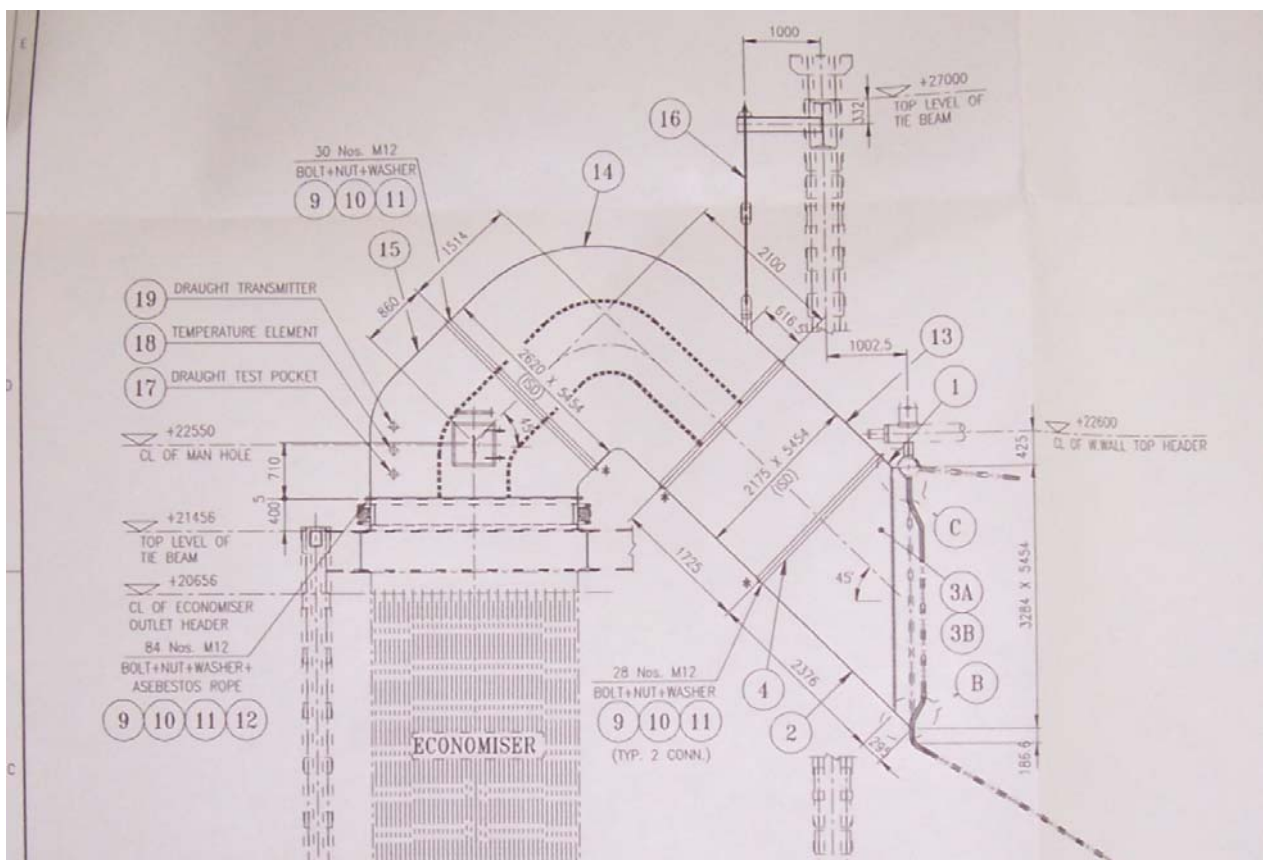 E
1000
+27000
TOP LEVEL OF
TIE BEAM
332
16
30 Nos. M12
BOLT+NUT+WASHER
9 10 11
14
15
1514
860
2100
616.5
1002.5
13
1
19 DRAUGHT TRANSMITTER
18 TEMPERATURE ELEMENT
17 DRAUGHT TEST POCKET
2620 X 5454
(ISD)
45°
+22550
CL OF MAN HOLE
710
5
400
+22600
CL OF W.WALL TOP HEADER
425
2175 X 5454
(ISD)
+21456
TOP LEVEL OF
TIE BEAM
+20656
CL OF ECONOMISER
OUTLET HEADER
84 Nos. M12
BOLT+NUT+WASHER+
ASEBESTOS ROPE
9 10 11 12
*
*
*
1725
45°
C
3A
3B
3284 X 5454
B
28 Nos. M12
BOLT+NUT+WASHER
9 10 11
(TYP. 2 CONN.)
4
2
2376
295
186.6
ECONOMISER
C